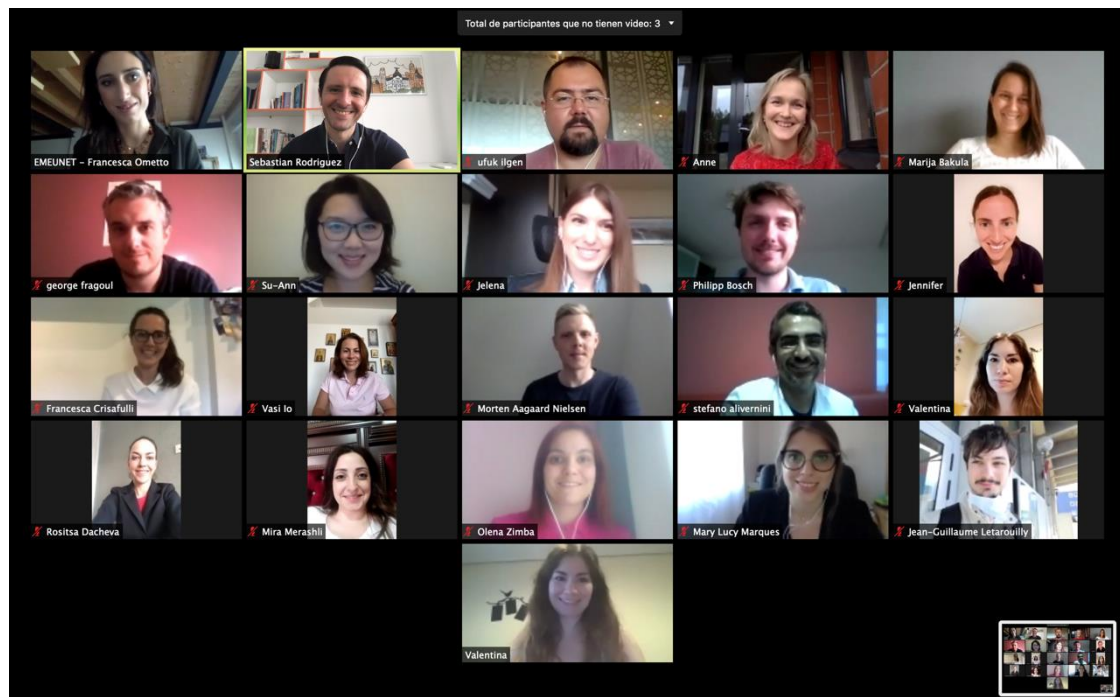 Total de participantes que no tienen video: 3
EMEUNET – Francesca Ometto
Sebastian Rodriguez
ufuk ilgen
Anne
Marija Bakula
george fragoul
Su-Ann
Jelena
Philipp Bosch
Jennifer
Francesca Crisafulli
Vasi Io
Morten Aagaard Nielsen
stefano alivernini
Valentina
Rositsa Dacheva
Mira Merashli
Olena Zimba
Mary Lucy Marques
Jean-Guillaume Letarouilly
Valentina